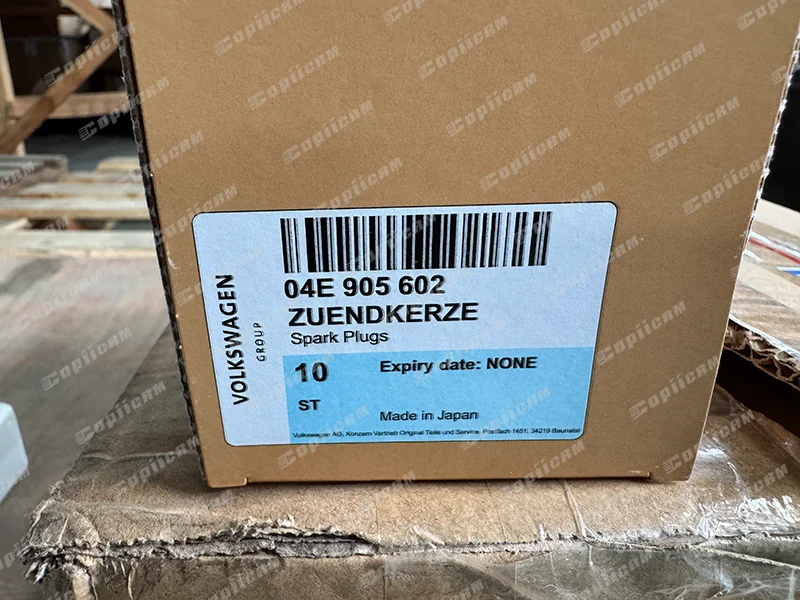 VOLKSWAGEN
GROUP
04E 905 602
ZUENDKERZE
Spark Plugs
10
Expiry date: NONE
ST
Made in Japan
Volkswagen AG, Konzern Vertrieb Original Teile und Service, Postfach 1451, 34219 Baunatal
CopiiCAM